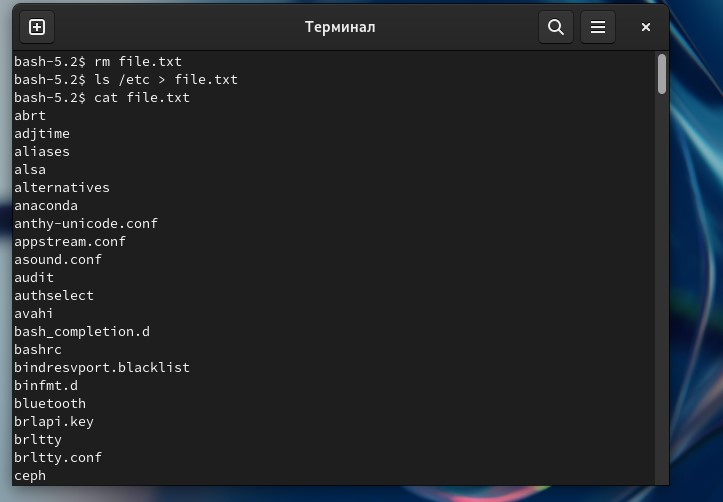 Терминал
bash-5.2$ rm file.txt
bash-5.2$ ls /etc > file.txt
bash-5.2$ cat file.txt
abrt
adjtime
aliases
alsa
alternatives
anaconda
anthy-unicode.conf
appstream.conf
asound.conf
audit
authselect
avahi
bash_completion.d
bashrc
bindresvport.blacklist
binfmt.d
bluetooth
brlapi.key
brltty
brltty.conf
ceph